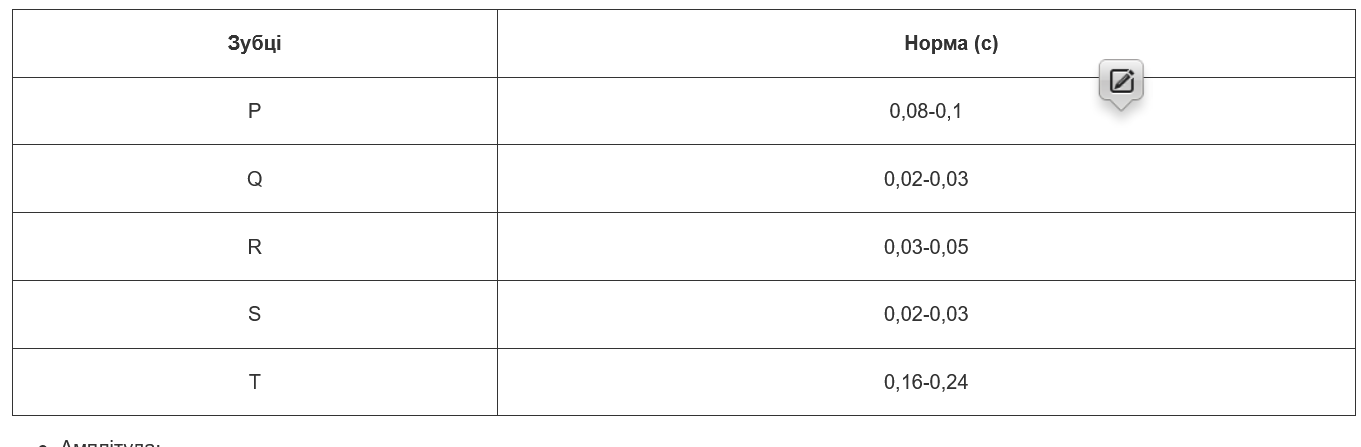 Зубці Норма (с)
P 0,08-0,1
Q 0,02-0,03
R 0,03-0,05
S 0,02-0,03
T 0,16-0,24
Амплітуда: